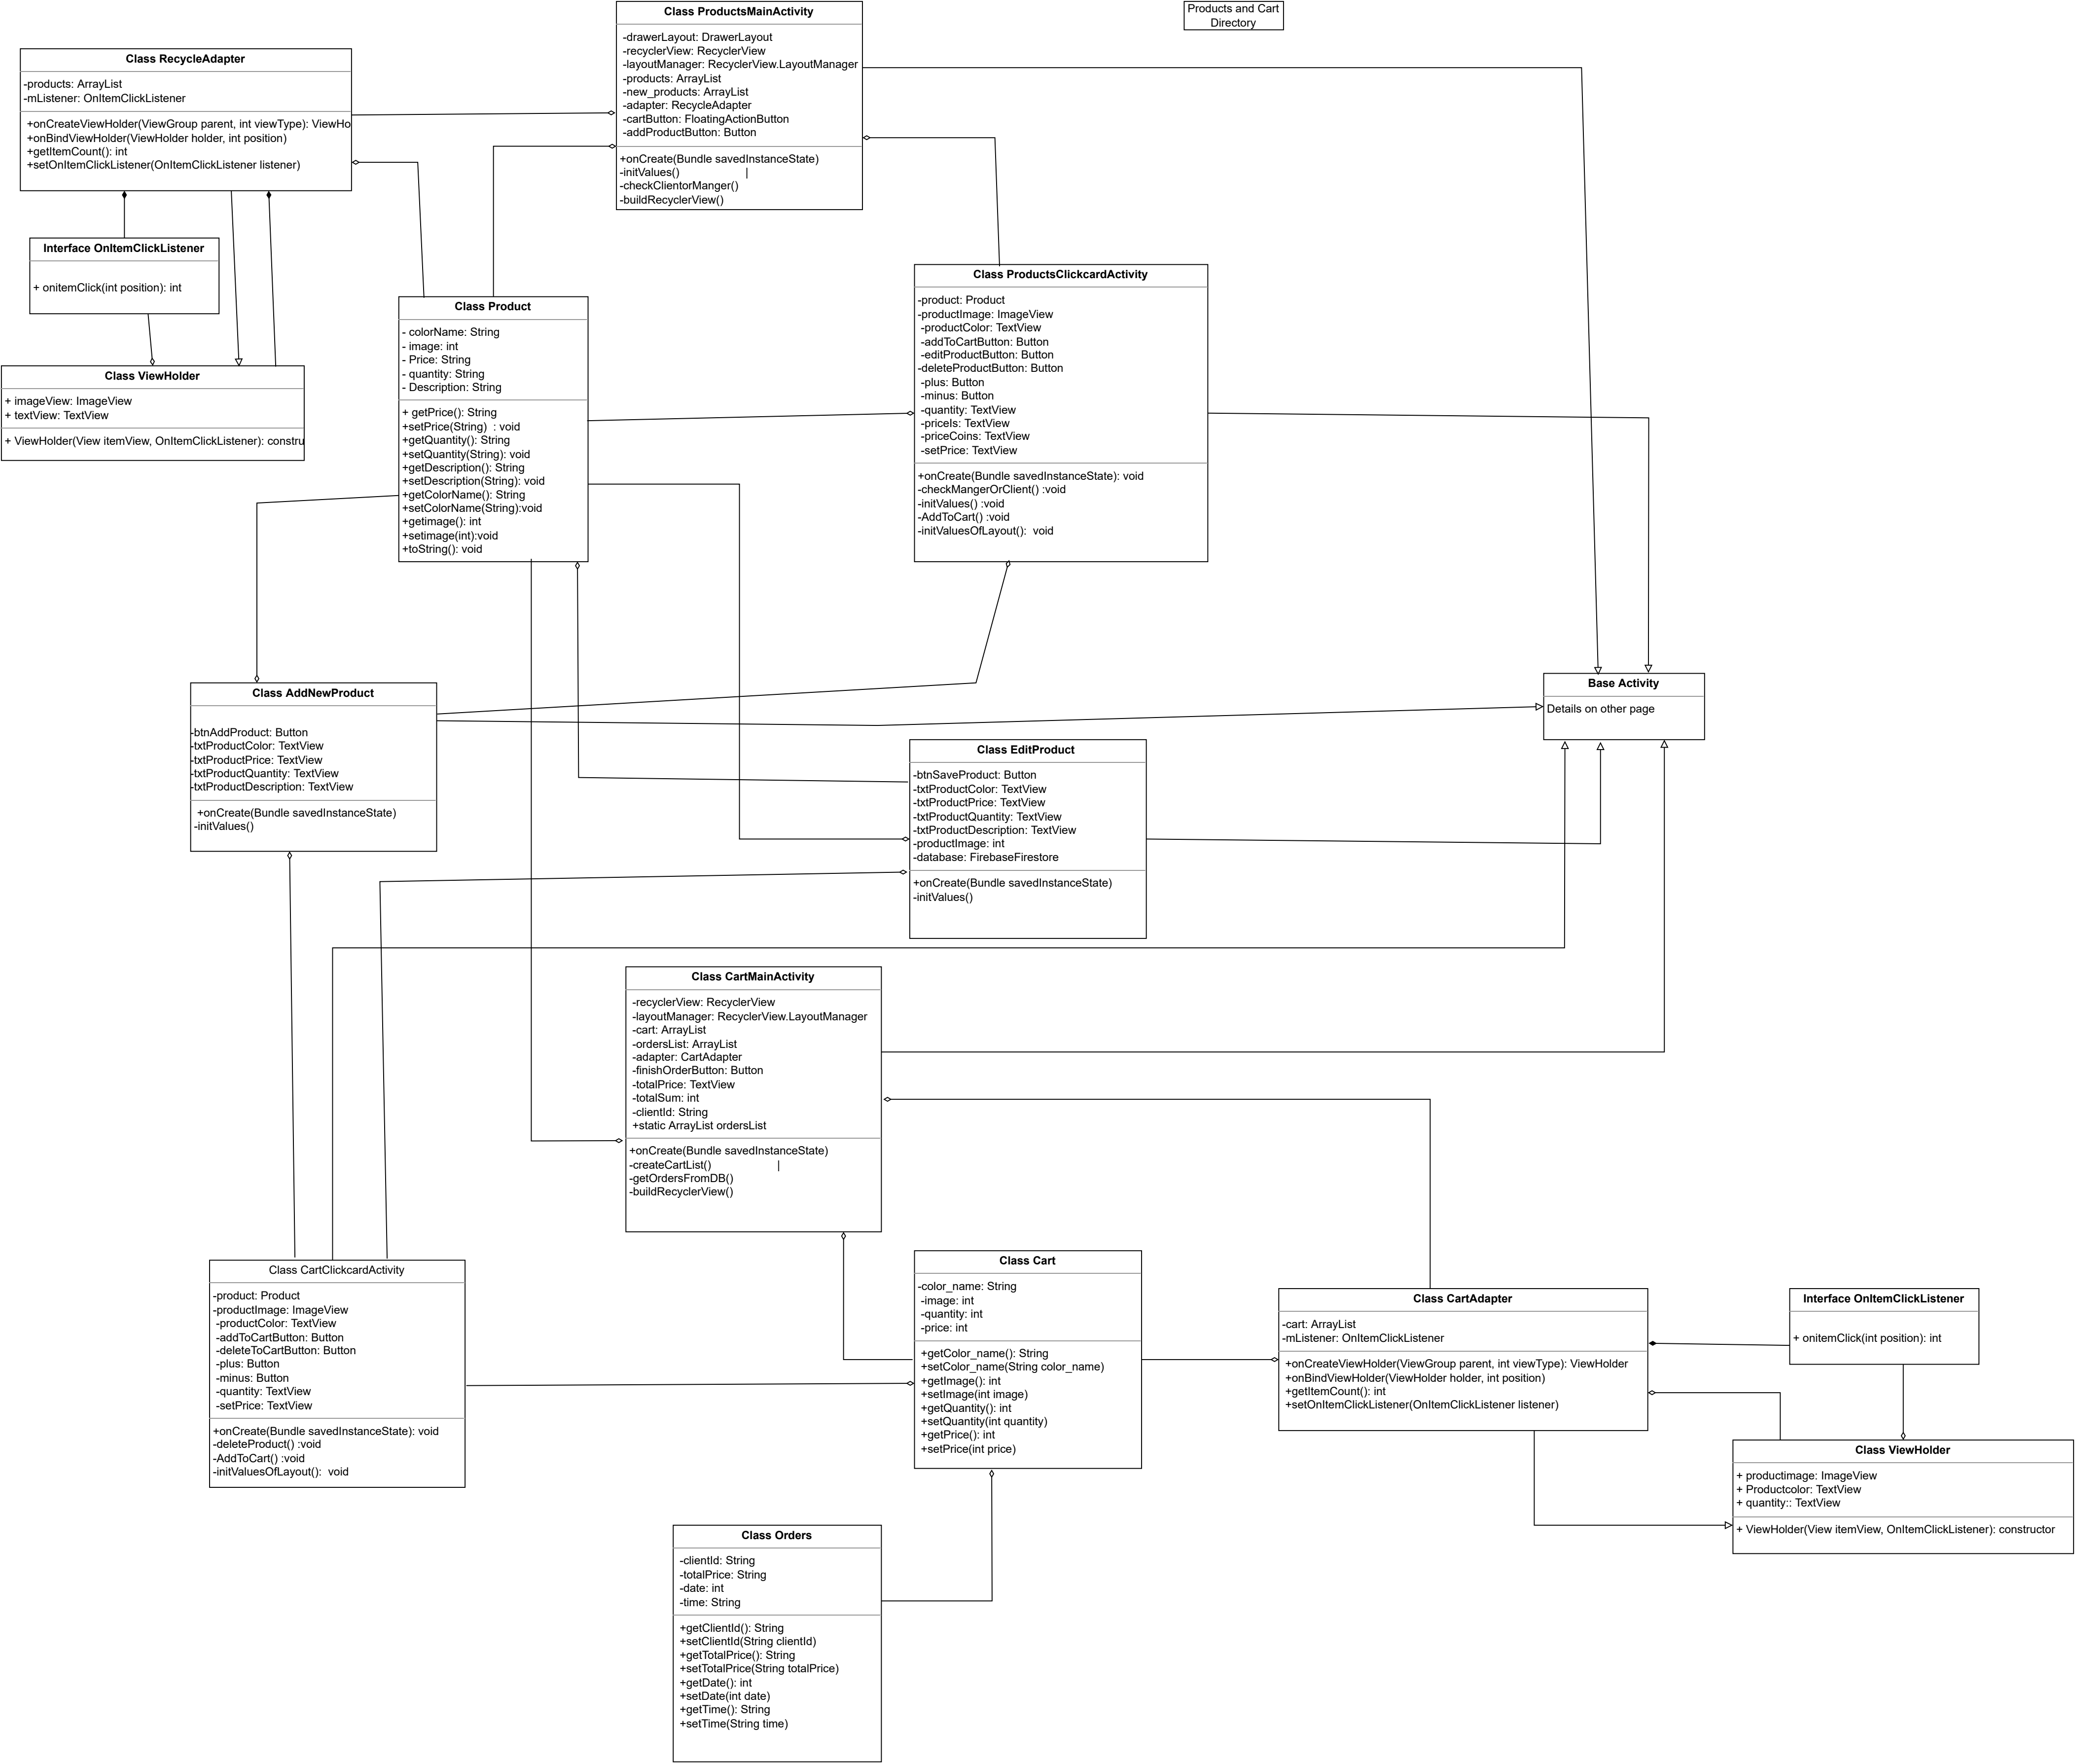 Products and Cart
Directory
Class ProductsMainActivity
-drawerLayout: DrawerLayout
-recyclerView: RecyclerView
-layoutManager: RecyclerView.LayoutManager
-products: ArrayList
-new_products: ArrayList
-adapter: RecycleAdapter
-cartButton: FloatingActionButton
-addProductButton: Button
+onCreate(Bundle savedInstanceState)
-initValues() |
-checkClientorManger()
-buildRecyclerView()
Class RecycleAdapter
-products: ArrayList
-mListener: OnItemClickListener
+onCreateViewHolder(ViewGroup parent, int viewType): ViewHo
+onBindViewHolder(ViewHolder holder, int position)
+getItemCount(): int
+setOnItemClickListener(OnItemClickListener listener)
Interface OnItemClickListener
+ onitemClick(int position): int
Class ViewHolder
+ imageView: ImageView
+ textView: TextView
+ ViewHolder(View itemView, OnItemClickListener): constru
Class Product
- colorName: String
- image: int
- Price: String
- quantity: String
- Description: String
+ getPrice(): String
+setPrice(String) : void
+getQuantity(): String
+setQuantity(String): void
+getDescription(): String
+setDescription(String): void
+getColorName(): String
+setColorName(String):void
+getimage(): int
+setimage(int):void
+toString(): void
Class ProductsClickcardActivity
-product: Product
-productImage: ImageView
-productColor: TextView
-addToCartButton: Button
-editProductButton: Button
-deleteProductButton: Button
-plus: Button
-minus: Button
-quantity: TextView
-priceIs: TextView
-priceCoins: TextView
-setPrice: TextView
+onCreate(Bundle savedInstanceState): void
-checkMangerOrClient() :void
-initValues() :void
-AddToCart() :void
-initValuesOfLayout(): void
Base Activity
Details on other page
Class AddNewProduct
-btnAddProduct: Button
-txtProductColor: TextView
-txtProductPrice: TextView
-txtProductQuantity: TextView
-txtProductDescription: TextView
+onCreate(Bundle savedInstanceState)
-initValues()
Class EditProduct
-btnSaveProduct: Button
-txtProductColor: TextView
-txtProductPrice: TextView
-txtProductQuantity: TextView
-txtProductDescription: TextView
-productImage: int
-database: FirebaseFirestore
+onCreate(Bundle savedInstanceState)
-initValues()
Class CartMainActivity
-recyclerView: RecyclerView
-layoutManager: RecyclerView.LayoutManager
-cart: ArrayList
-ordersList: ArrayList
-adapter: CartAdapter
-finishOrderButton: Button
-totalPrice: TextView
-totalSum: int
-clientId: String
+static ArrayList ordersList
+onCreate(Bundle savedInstanceState)
-createCartList() |
-getOrdersFromDB()
-buildRecyclerView()
Class CartClickcardActivity
-product: Product
-productImage: ImageView
-productColor: TextView
-addToCartButton: Button
-deleteToCartButton: Button
-plus: Button
-minus: Button
-quantity: TextView
-setPrice: TextView
+onCreate(Bundle savedInstanceState): void
-deleteProduct() :void
-AddToCart() :void
-initValuesOfLayout(): void
Class Cart
-color_name: String
-image: int
-quantity: int
-price: int
+getColor_name(): String
+setColor_name(String color_name)
+getImage(): int
+setImage(int image)
+getQuantity(): int
+setQuantity(int quantity)
+getPrice(): int
+setPrice(int price)
Class CartAdapter
-cart: ArrayList
-mListener: OnItemClickListener
+onCreateViewHolder(ViewGroup parent, int viewType): ViewHolder
+onBindViewHolder(ViewHolder holder, int position)
+getItemCount(): int
+setOnItemClickListener(OnItemClickListener listener)
Interface OnItemClickListener
+ onitemClick(int position): int
Class ViewHolder
+ productimage: ImageView
+ Productcolor: TextView
+ quantity:: TextView
+ ViewHolder(View itemView, OnItemClickListener): constructor
Class Orders
-clientId: String
-totalPrice: String
-date: int
-time: String
+getClientId(): String
+setClientId(String clientId)
+getTotalPrice(): String
+setTotalPrice(String totalPrice)
+getDate(): int
+setDate(int date)
+getTime(): String
+setTime(String time)